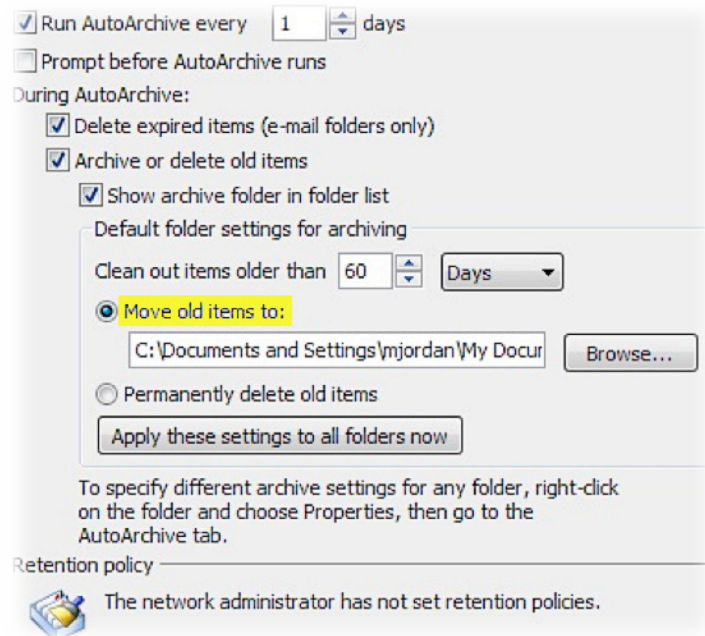 Run AutoArchive every 1 days
Prompt before AutoArchive runs
During AutoArchive:
Delete expired items (e-mail folders only)
Archive or delete old items
Show archive folder in folder list
Default folder settings for archiving
Clean out items older than 60 Days
Move old items to:
C:\Documents and Settings\mjordan\My Docur Browse...
Permanently delete old items
Apply these settings to all folders now
To specify different archive settings for any folder, right-click
on the folder and choose Properties, then go to the
AutoArchive tab.
Retention policy
The network administrator has not set retention policies.